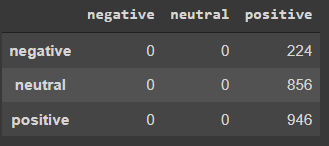 negative neutral positive
negative 0 0 224
neutral 0 0 856
positive 0 0 946